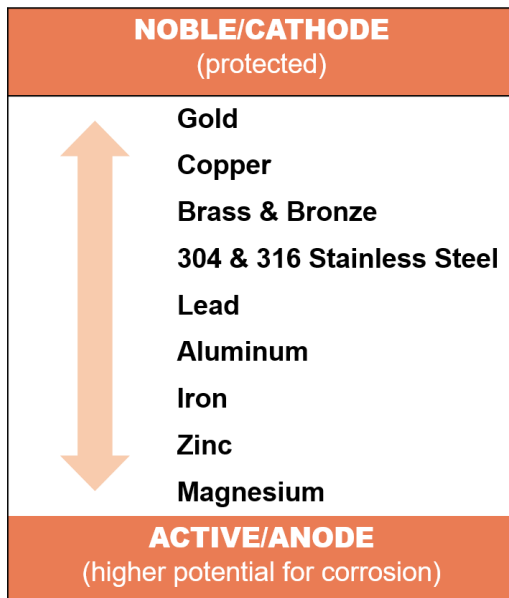 NOBLE/CATHODE
(protected)
Gold
Copper
Brass & Bronze
304 & 316 Stainless Steel
Lead
Aluminum
Iron
Zinc
Magnesium
ACTIVE/ANODE
(higher potential for corrosion)